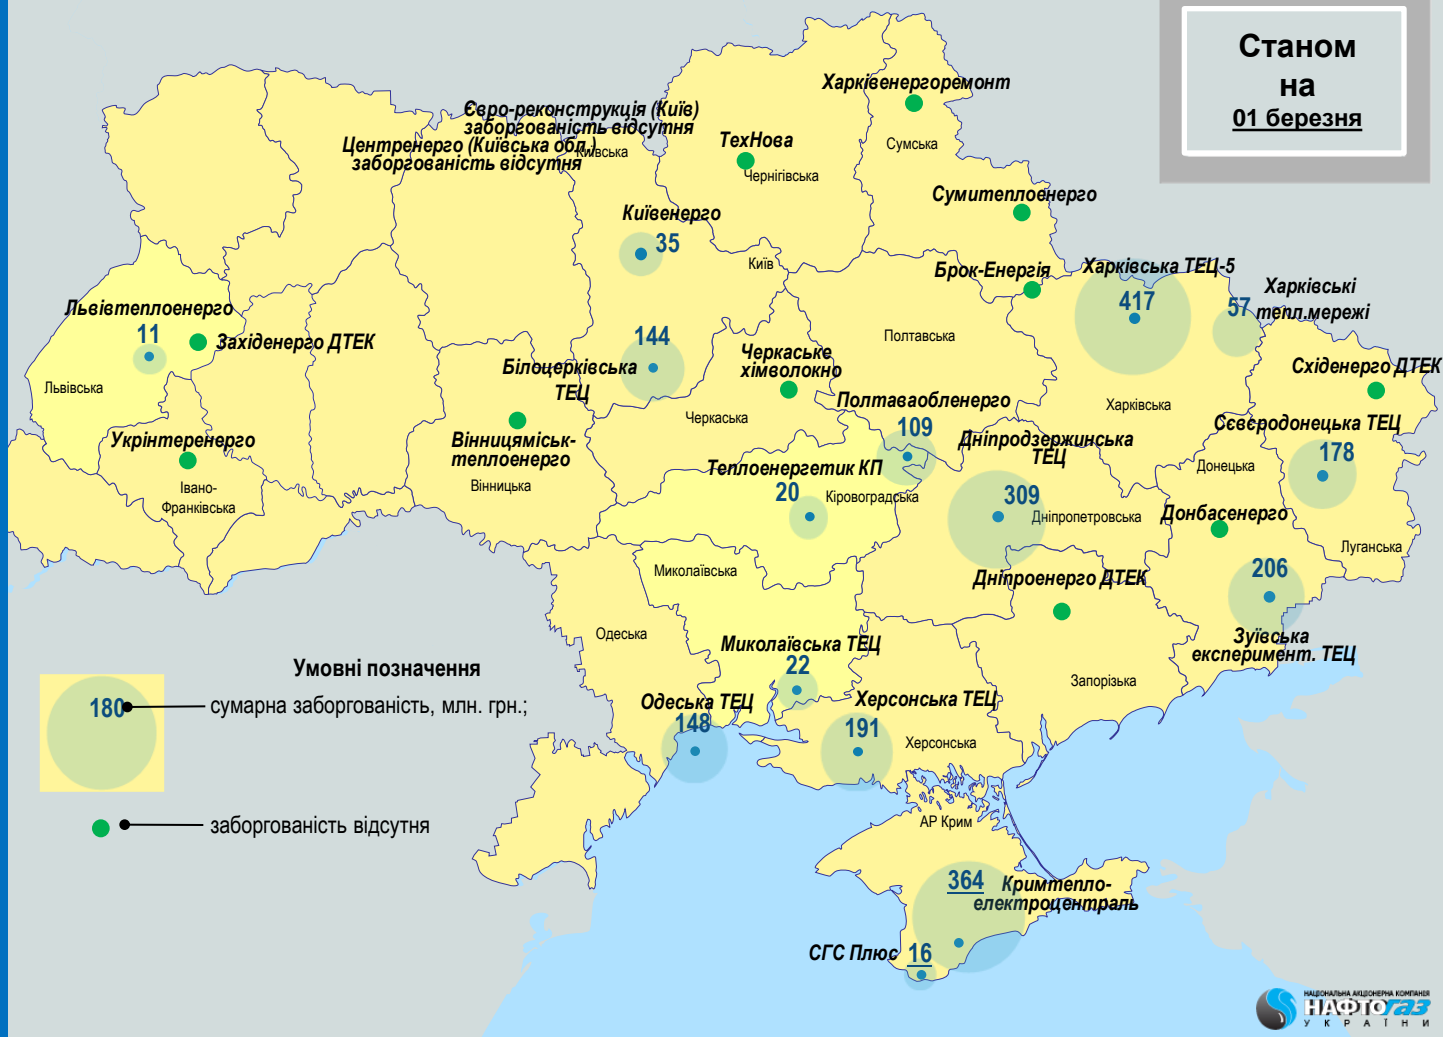 Станом
на
01 березня
Харківенергоремонт
Євро-реконструкція (Київ)
заборгованість відсутня
Центренерго (Київська обл.)
заборгованість відсутня
Київська
ТехНова
Чернігівська
Сумська
Сумитеплоенерго
Київенерго
35
Київ
Брок-Енергія
Харківська ТЕЦ-5
417
Харківські
тепл.мережі
57
Львівтеплоенерго
11
Західенерго ДТЕК
Львівська
144
Білоцерківська
ТЕЦ
Черкаське
хімволокно
Полтавська
Східенерго ДТЕК
Полтаваобленерго
109
Харківська
Черкаська
Сєвєродонецька ТЕЦ
178
Укрінтеренерго
Івано-
Франківська
Вінницяміськ-
теплоенерго
Вінницька
Теплоенергетик КП
20
Кіровоградська
Дніпродзержинська
ТЕЦ
309
Дніпропетровська
Донецька
Донбасенерго
Луганська
206
Зуївська
експеримент. ТЕЦ
Миколаївська
Дніпроенерго ДТЕК
Одеська
Миколаївська ТЕЦ
22
Запорізька
Одеська ТЕЦ
148
Херсонська ТЕЦ
191
Херсонська
Умовні позначення
180
сумарна заборгованість, млн. грн.;
заборгованість відсутня
АР Крим
364
Кримтепло-
електроцентраль
СГС Плюс
16
НАЦІОНАЛЬНА АКЦІОНЕРНА КОМПАНІЯ
НАФТОГАЗ
УКРАЇНИ